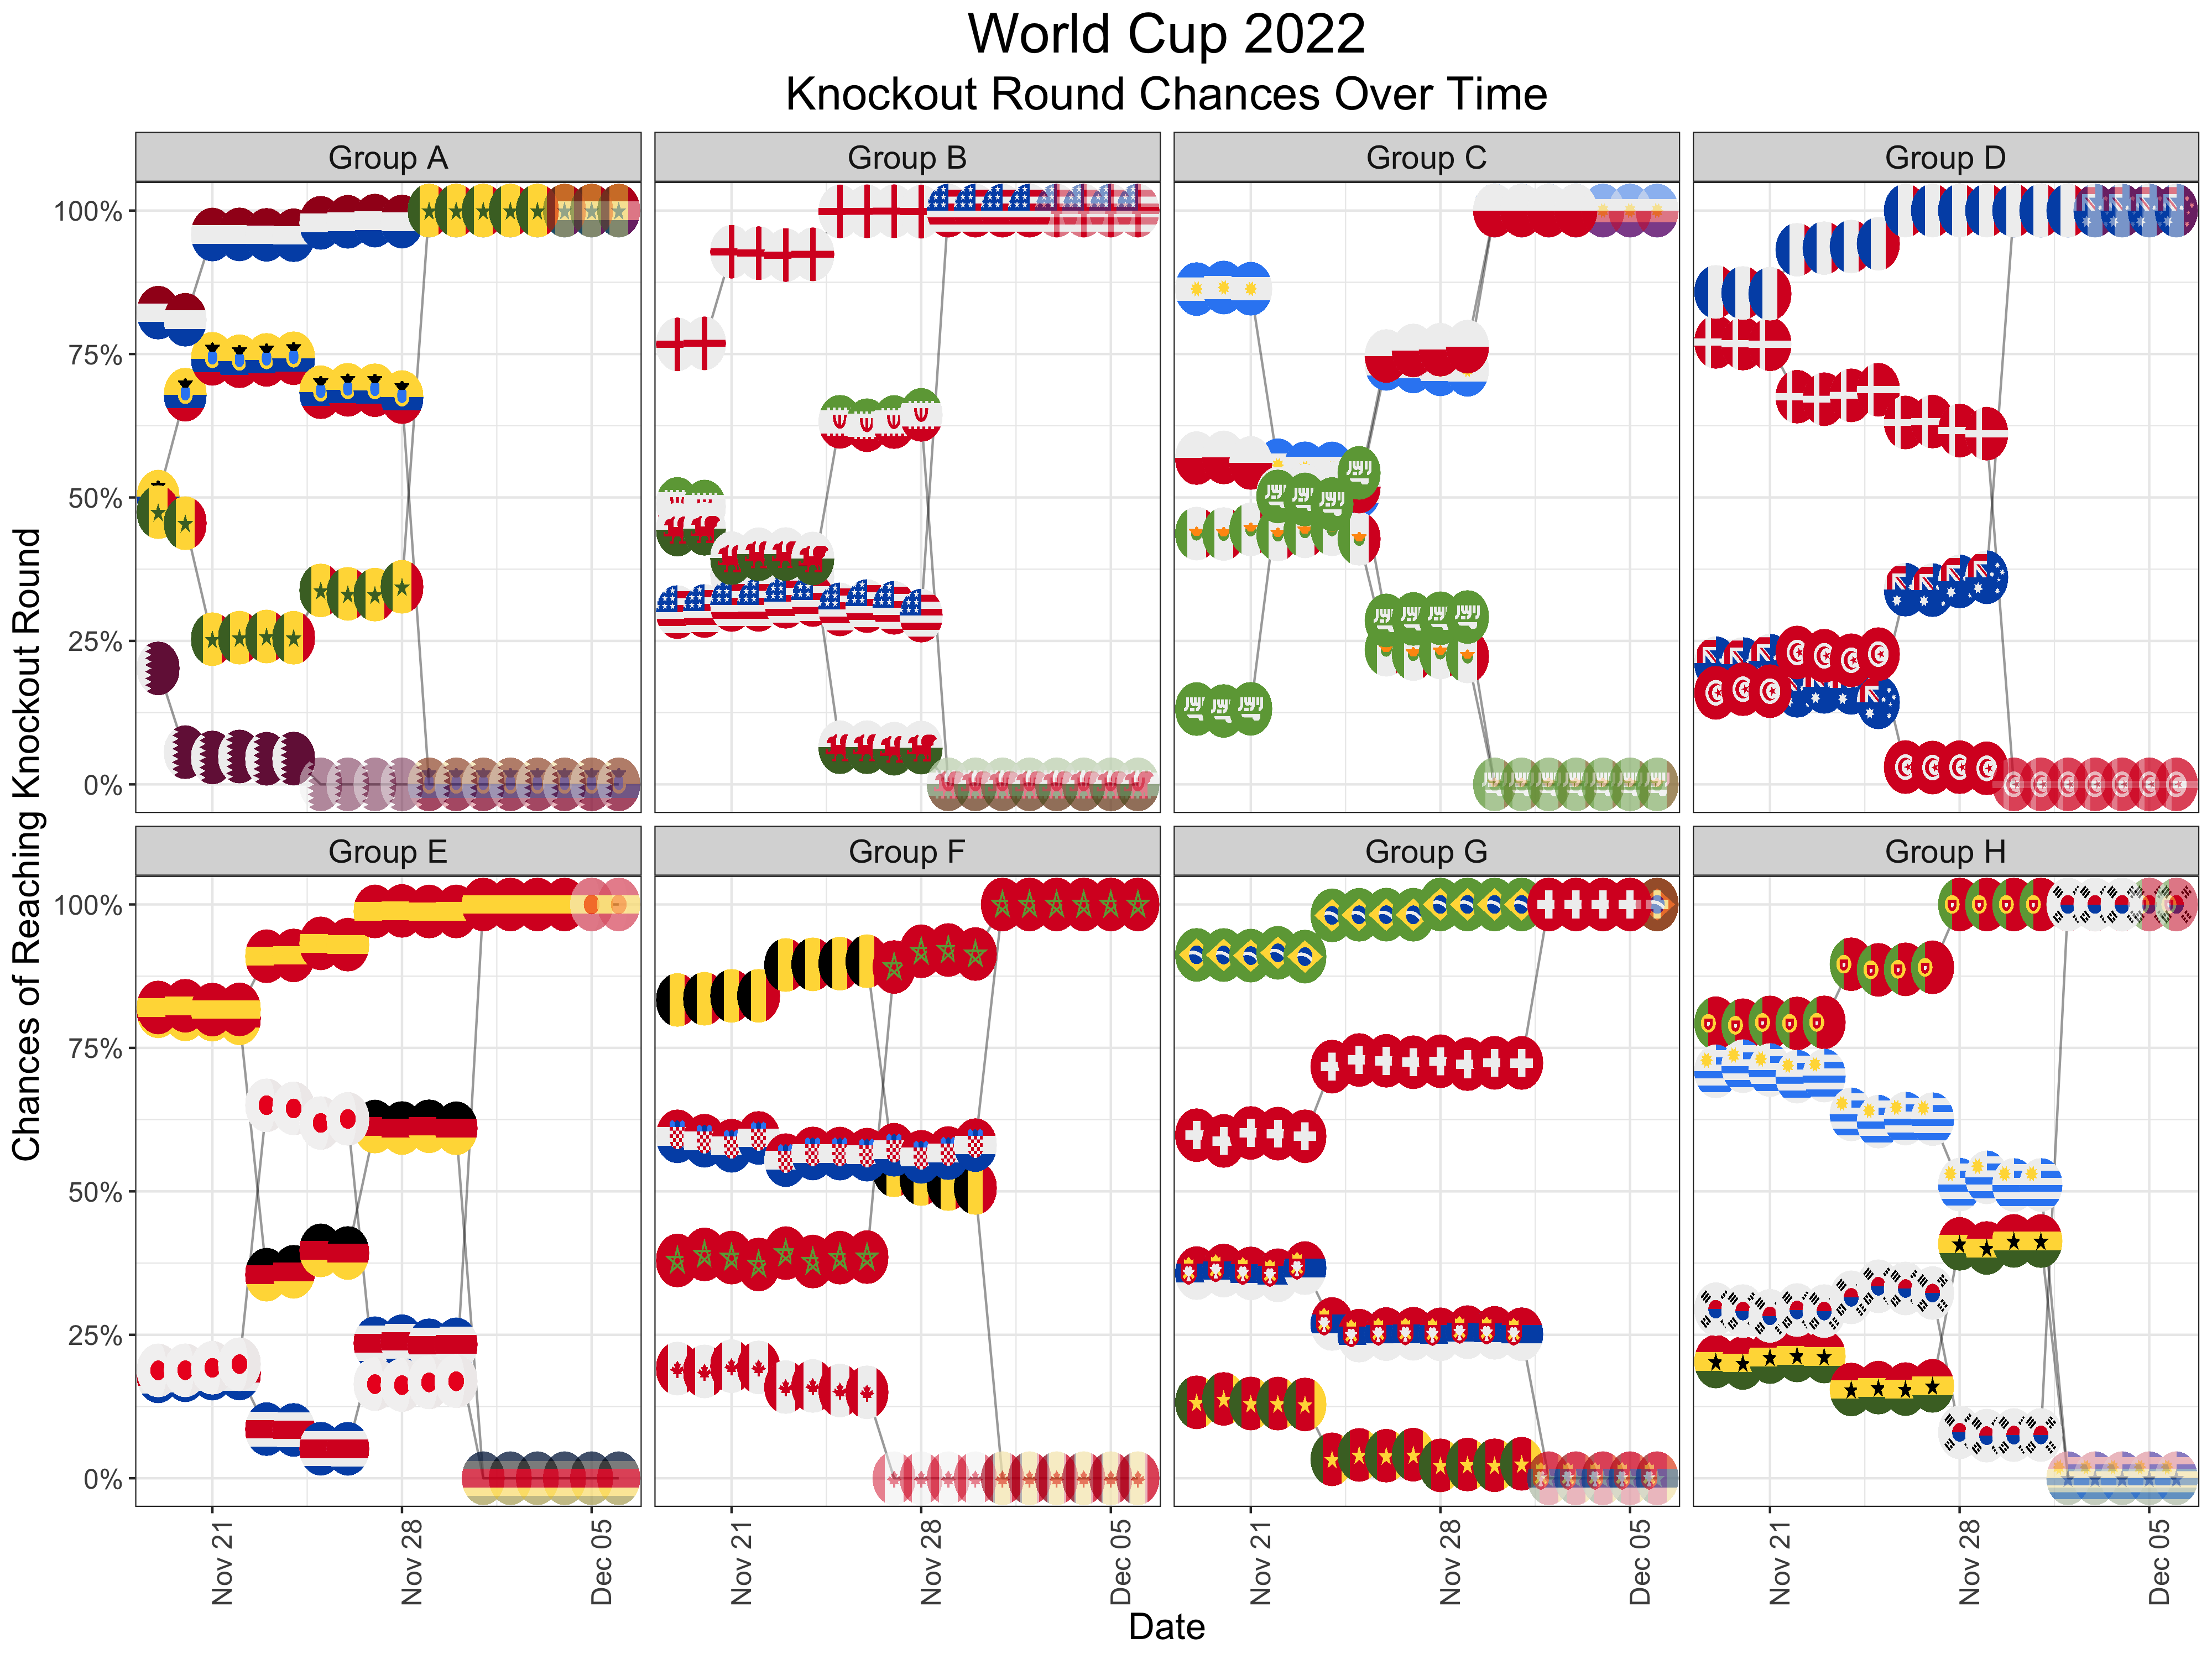 World Cup 2022
Knockout Round Chances Over Time
Group A
Group B
Group C
Group D
100%
75%
50%
25%
0%
Chances of Reaching Knockout Round
Group E
Group F
Group G
Group H
100%
75%
50%
25%
0%
Nov 21
Nov 28
Dec 05
Nov 21
Nov 28
Dec 05
Nov 21
Nov 28
Dec 05
Nov 21
Nov 28
Dec 05
Date